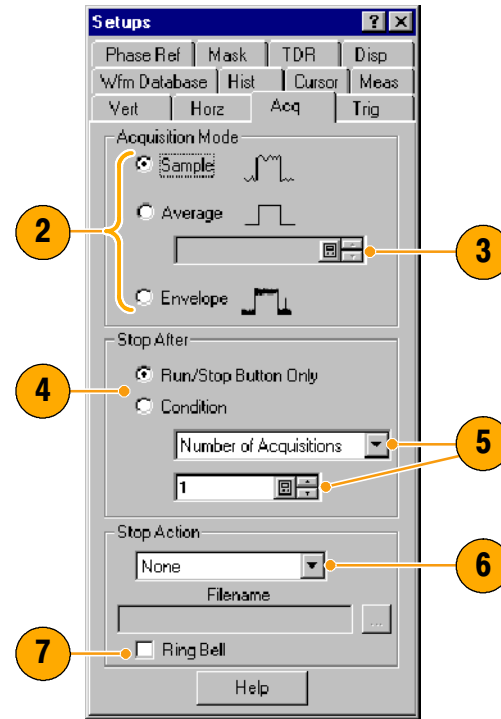 Setups ? ×
Phase Ref Mask TDR Disp
Wfm Database Hist Cursor Meas
Vert Horz Acq Trig
Acquisition Mode
Sample
2
Average
3
Envelope
Stop After
Run/Stop Button Only
4
Condition
Number of Acquisitions
5
1
Stop Action
None
6
Filename
...
7
Ring Bell
Help